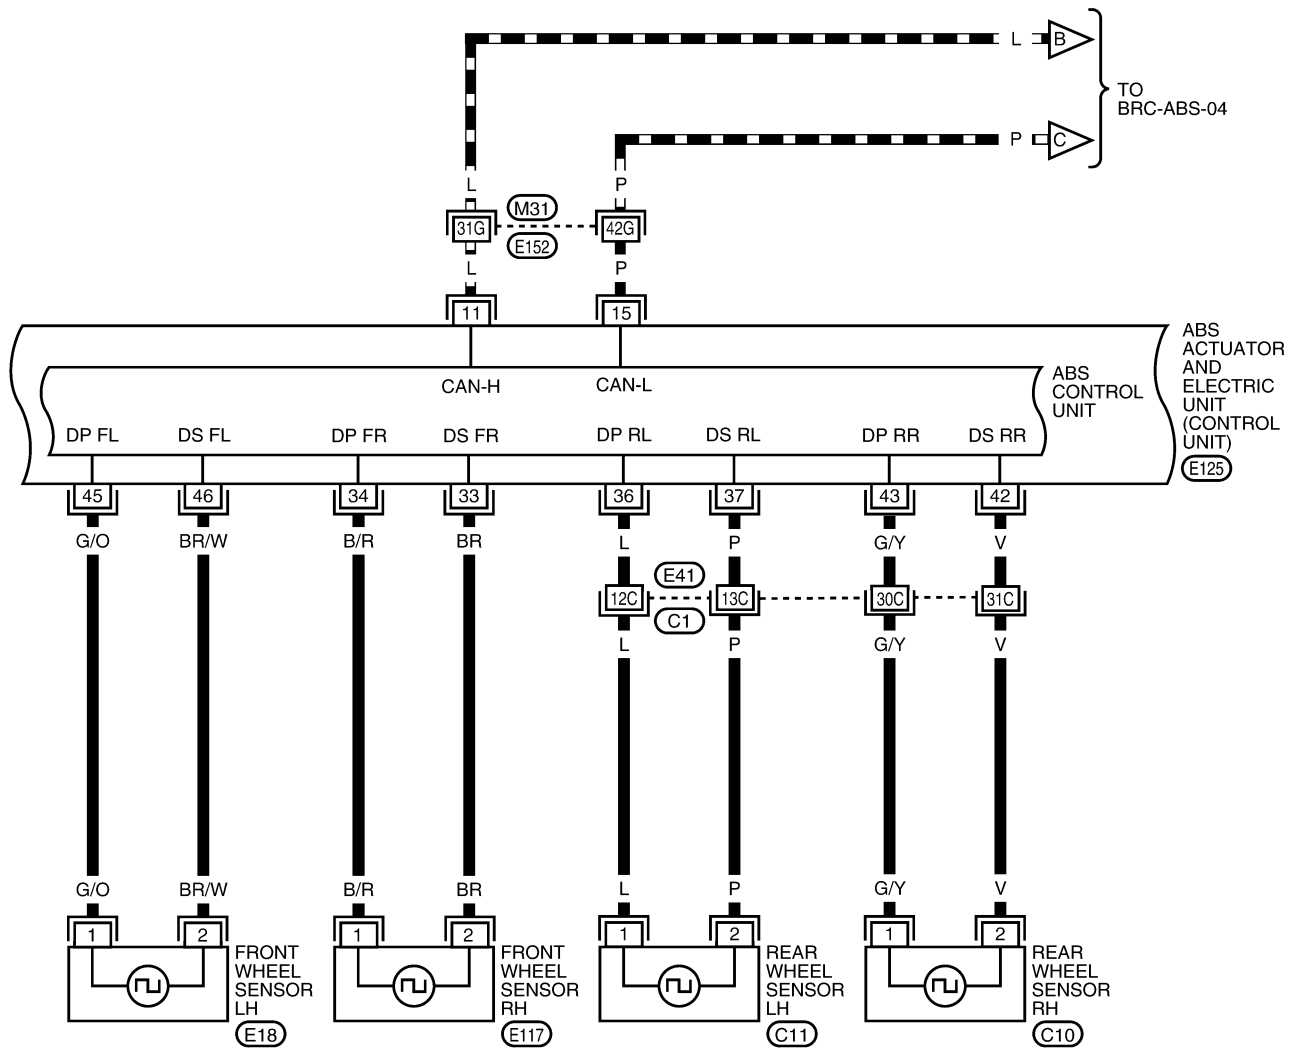 L B
TO
BRC-ABS-04
P C
L P
M31
31G 42G
E152
L P
11 15
ABS
ACTUATOR
AND
ELECTRIC
UNIT
(CONTROL
UNIT)
E125
CAN-H CAN-L
ABS
CONTROL
UNIT
DP FL DS FL DP FR DS FR DP RL DS RL DP RR DS RR
45 46 34 33 36 37 43 42
G/O BR/W B/R BR L P G/Y V
E41
12C 13C 30C 31C
C1
L P G/Y V
G/O BR/W B/R BR L P G/Y V
1 2 1 2 1 2 1 2
FRONT
WHEEL
SENSOR
LH
E18
FRONT
WHEEL
SENSOR
RH
E117
REAR
WHEEL
SENSOR
LH
C11
REAR
WHEEL
SENSOR
RH
C10